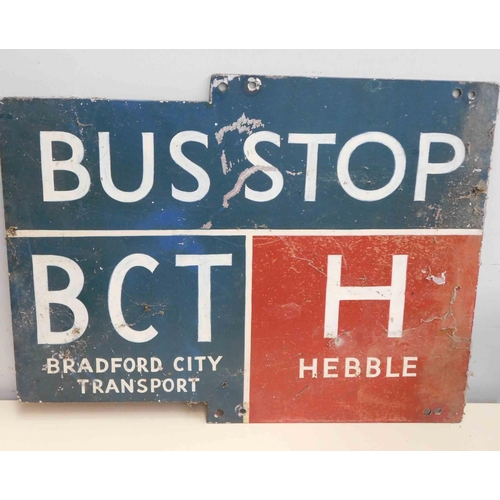 BUS STOP
BCT
BRADFORD CITY
TRANSPORT
H
HEBBLE